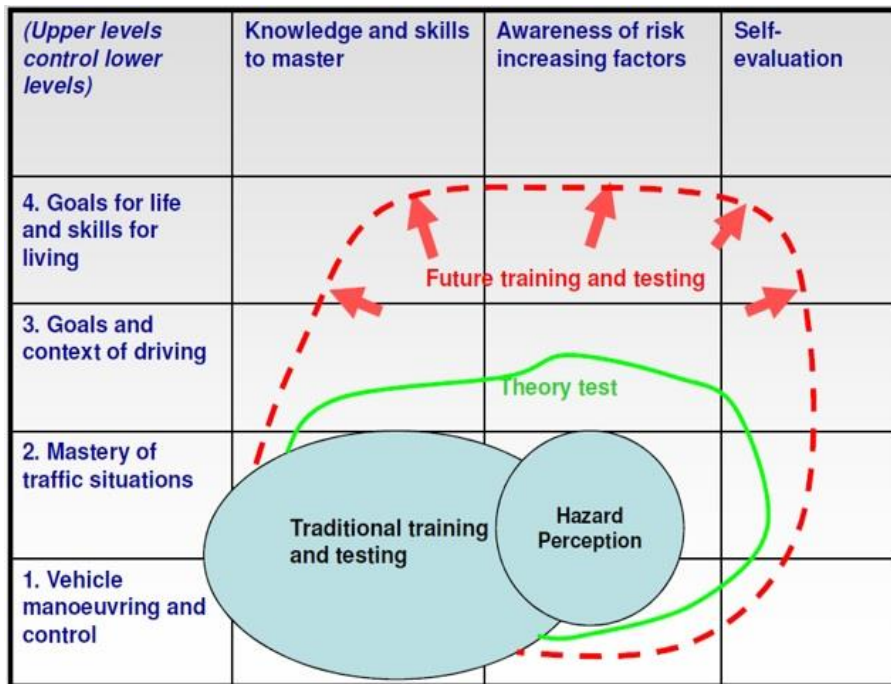 (Upper levels
control lower
levels)
Knowledge and skills
to master
Awareness of risk
increasing factors
Self-
evaluation
4. Goals for life
and skills for
living
Future training and testing
3. Goals and
context of driving
Theory test
2. Mastery of
traffic situations
Traditional training
and testing
Hazard
Perception
1. Vehicle
manoeuvring and
control